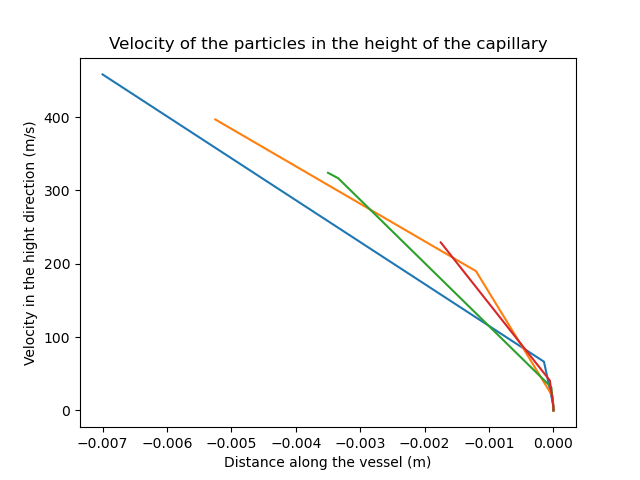 Velocity of the particles in the height of the capillary
Velocity in the hight direction (m/s)
400
300
200
100
0
−0.007 −0.006 −0.005 −0.004 −0.003 −0.002 −0.001 0.000
Distance along the vessel (m)